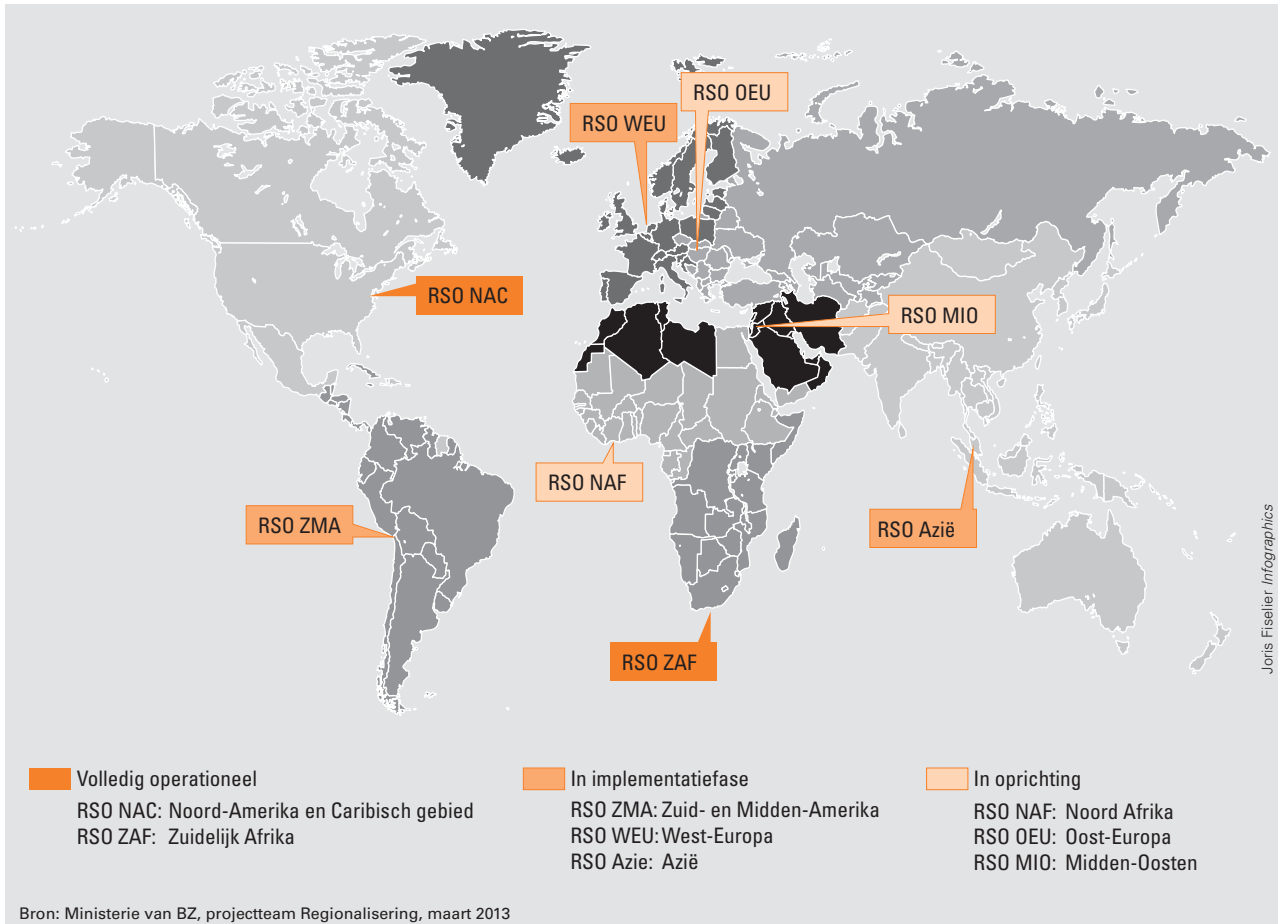 RSO OEU
RSO WEU
RSO NAC
RSO MIO
RSO NAF
RSO ZMA
RSO Azië
RSO ZAF
Joris Fiselier Infographics
Volledig operationeel
RSO NAC: Noord-Amerika en Caribisch gebied
RSO ZAF: Zuidelijk Afrika
In implementatiefase
RSO ZMA: Zuid- en Midden-Amerika
RSO WEU: West-Europa
RSO Azie: Azië
In oprichting
RSO NAF: Noord Afrika
RSO OEU: Oost-Europa
RSO MIO: Midden-Oosten
Bron: Ministerie van BZ, projectteam Regionalisering, maart 2013